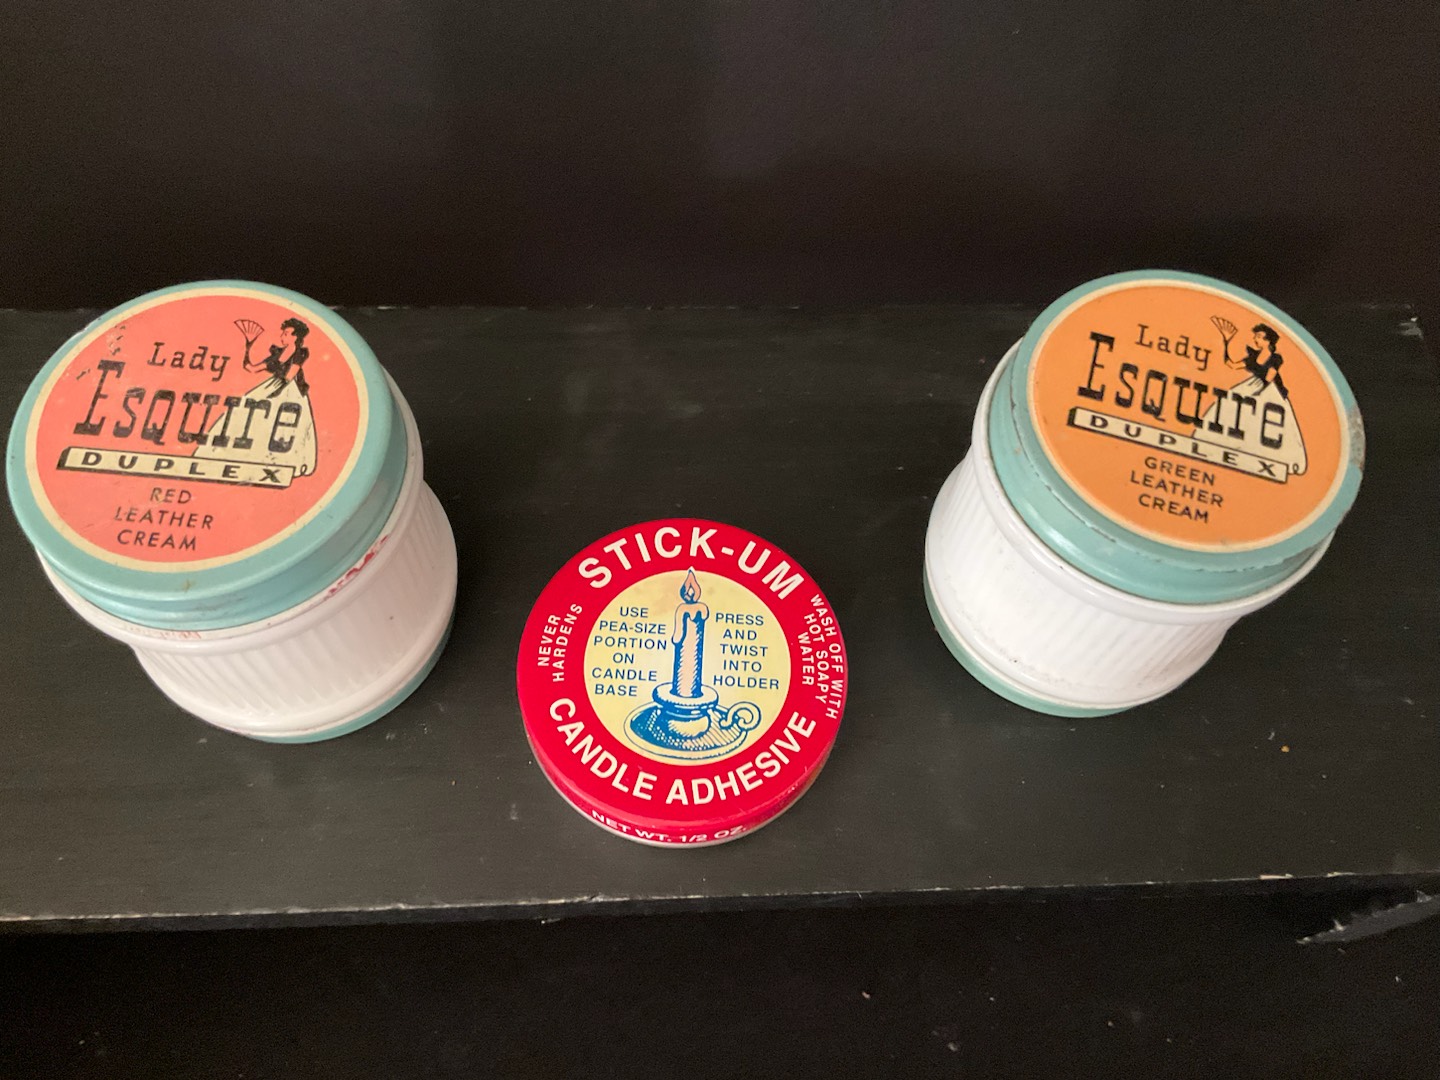 Lady
Esquire
DUPLEX
RED
LEATHER
CREAM
STICK-UM
NEVER
HARDENS
USE
PEA-SIZE
PORTION
ON
CANDLE
BASE
PRESS
AND
TWIST
INTO
HOLDER
WASH OFF WITH
HOT SOAPY
WATER
CANDLE ADHESIVE
NET WT. 1/2 OZ.
Lady
Esquire
DUPLEX
GREEN
LEATHER
CREAM